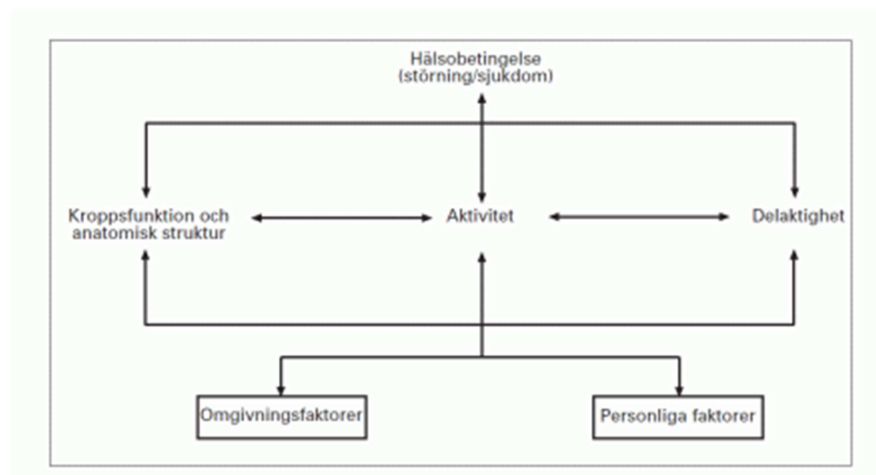 Hälsobetingelse
(störning/sjukdom)
Kroppsfunktion och
anatomisk struktur
Aktivitet
Delaktighet
Omgivningsfaktorer
Personliga faktorer